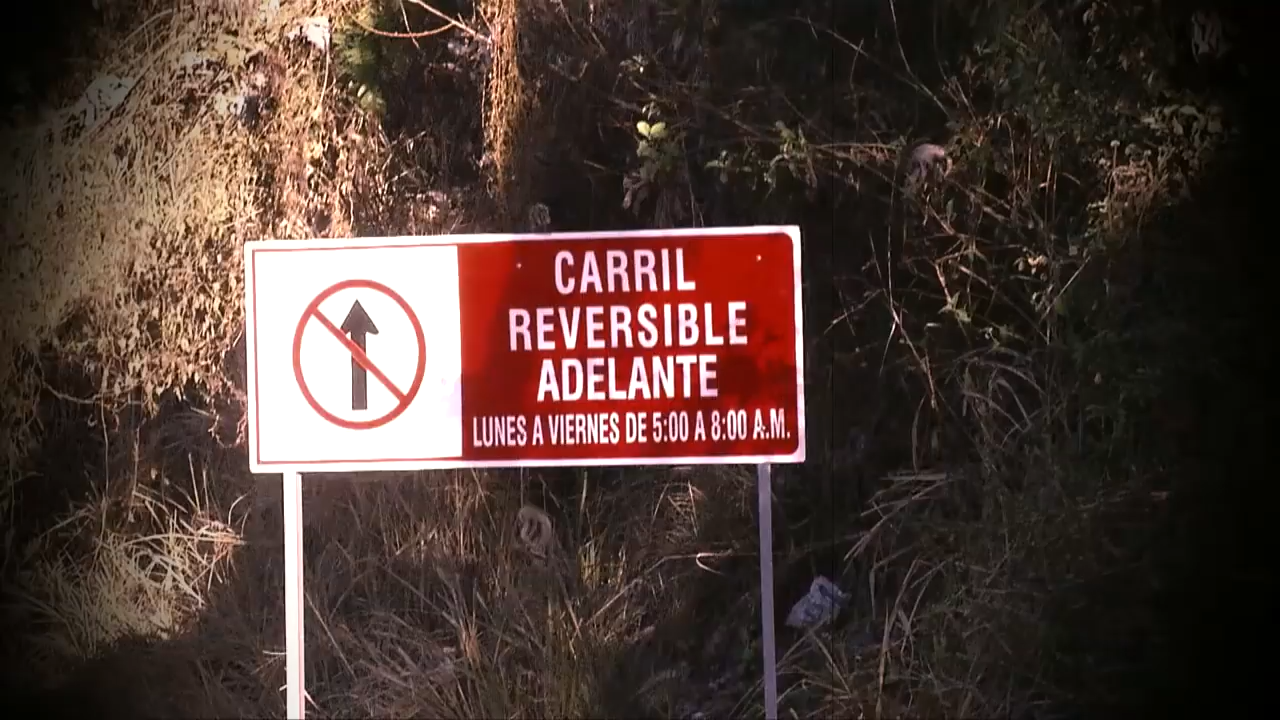 CARRIL
REVERSIBLE
ADELANTE
LUNES A VIERNES DE 5:00 A 8:00 A.M.